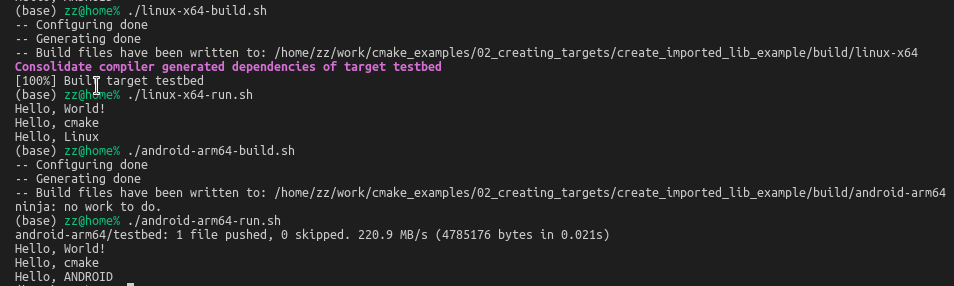 (base) zz@home% ./linux-x64-build.sh
-- Configuring done
-- Generating done
-- Build files have been written to: /home/zz/work/cmake_examples/02_creating_targets/create_imported_lib_example/build/linux-x64
Consolidate compiler generated dependencies of target testbed
[100%] Built target testbed
(base) zz@home% ./linux-x64-run.sh
Hello, World!
Hello, cmake
Hello, Linux
(base) zz@home% ./android-arm64-build.sh
-- Configuring done
-- Generating done
-- Build files have been written to: /home/zz/work/cmake_examples/02_creating_targets/create_imported_lib_example/build/android-arm64
ninja: no work to do.
(base) zz@home% ./android-arm64-run.sh
android-arm64/testbed: 1 file pushed, 0 skipped. 220.9 MB/s (4785176 bytes in 0.021s)
Hello, World!
Hello, cmake
Hello, ANDROID